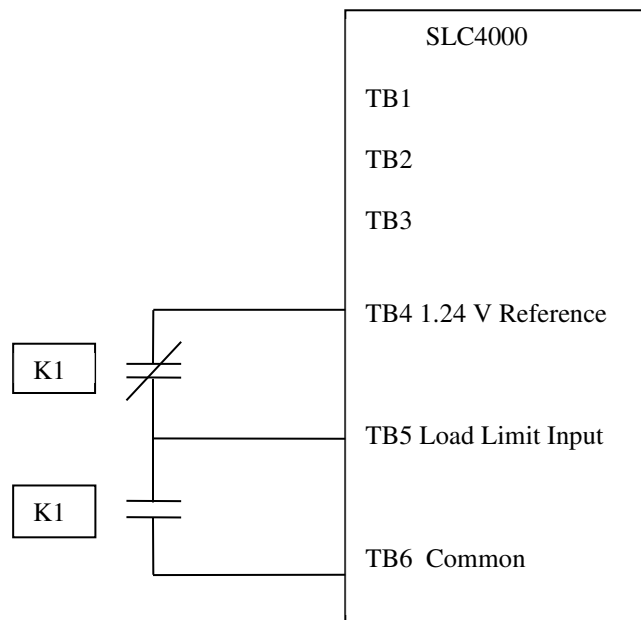 SLC4000
TB1
TB2
TB3
TB4 1.24 V Reference
K1
TB5 Load Limit Input
K1
TB6 Common